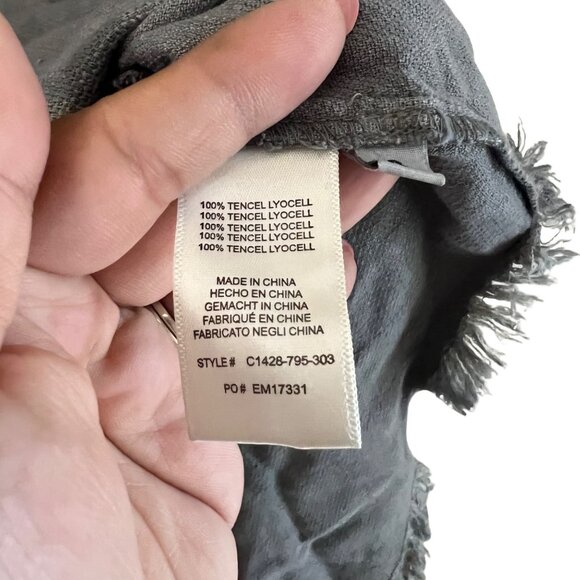 100% TENCEL LYOCELL
100% TENCEL LYOCELL
100% TENCEL LYOCELL
100% TENCEL LYOCELL
100% TENCEL LYOCELL
MADE IN CHINA
HECHO EN CHINA
GEMACHT IN CHINA
FABRIQUÉ EN CHINE
FABRICATO NEGLI CHINA
STYLE # C1428-795-303
PO # EM17331